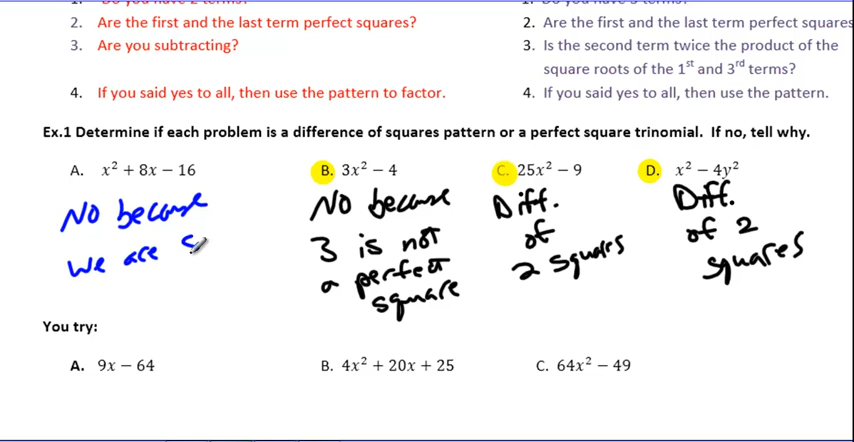 2. Are the first and the last term perfect squares?
3. Are you subtracting?
4. If you said yes to all, then use the pattern to factor.
2. Are the first and the last term perfect squares
3. Is the second term twice the product of the
square roots of the 1st and 3rd terms?
4. If you said yes to all, then use the pattern.
Ex.1 Determine if each problem is a difference of squares pattern or a perfect square trinomial. If no, tell why.
A. x² + 8x − 16
No because
we are s
B. 3x² − 4
No because
3 is not
a perfect
square
C. 25x² − 9
Diff.
of
2 squares
D. x² − 4y²
Diff.
of 2
squares
You try:
A. 9x − 64
B. 4x² + 20x + 25
C. 64x² − 49